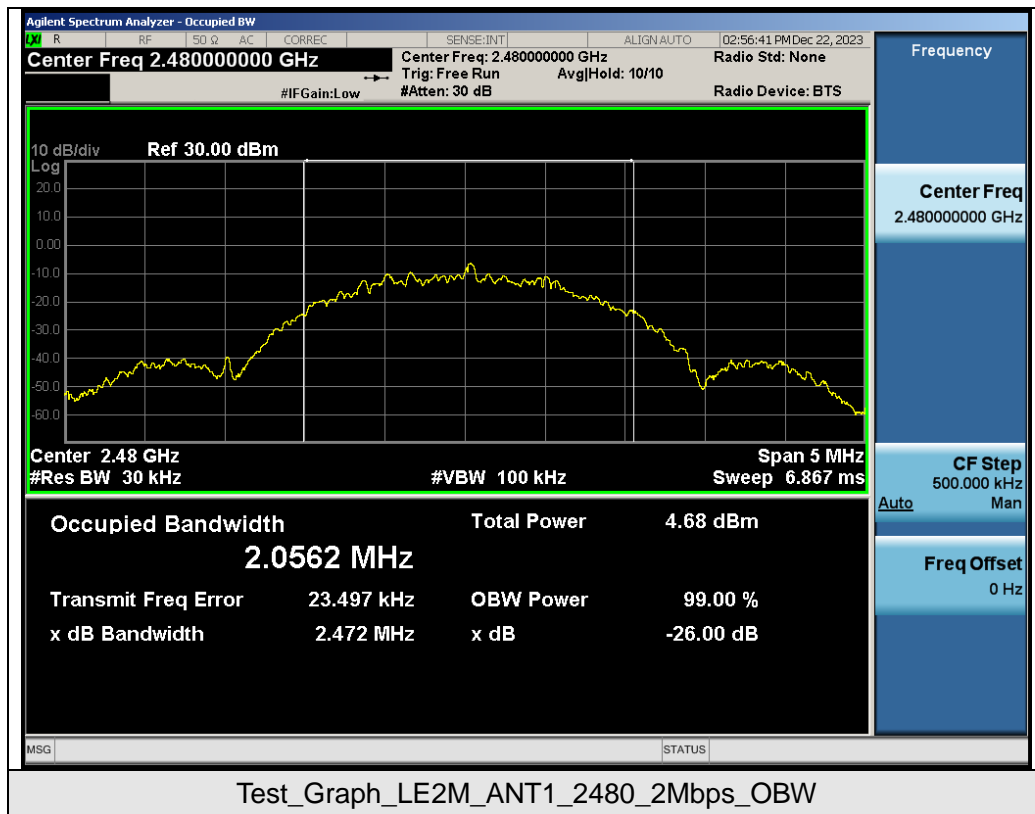 Agilent Spectrum Analyzer - Occupied BW
LXI R RF 50 Ω AC CORREC SENSE:INT ALIGN AUTO 02:56:41 PM Dec 22, 2023
Center Freq 2.480000000 GHz
Center Freq: 2.480000000 GHz
Radio Std: None
Trig: Free Run Avg|Hold: 10/10
#IFGain:Low
#Atten: 30 dB
Radio Device: BTS
10 dB/div Ref 30.00 dBm
Log
20.0
10.0
0.00
-10.0
-20.0
-30.0
-40.0
-50.0
-60.0
Center 2.48 GHz Span 5 MHz
#Res BW 30 kHz #VBW 100 kHz Sweep 6.867 ms
Occupied Bandwidth Total Power 4.68 dBm
2.0562 MHz
Transmit Freq Error 23.497 kHz OBW Power 99.00 %
x dB Bandwidth 2.472 MHz x dB -26.00 dB
MSG STATUS
Frequency
Center Freq
2.480000000 GHz
CF Step
500.000 kHz
Auto Man
Freq Offset
0 Hz
Test_Graph_LE2M_ANT1_2480_2Mbps_OBW